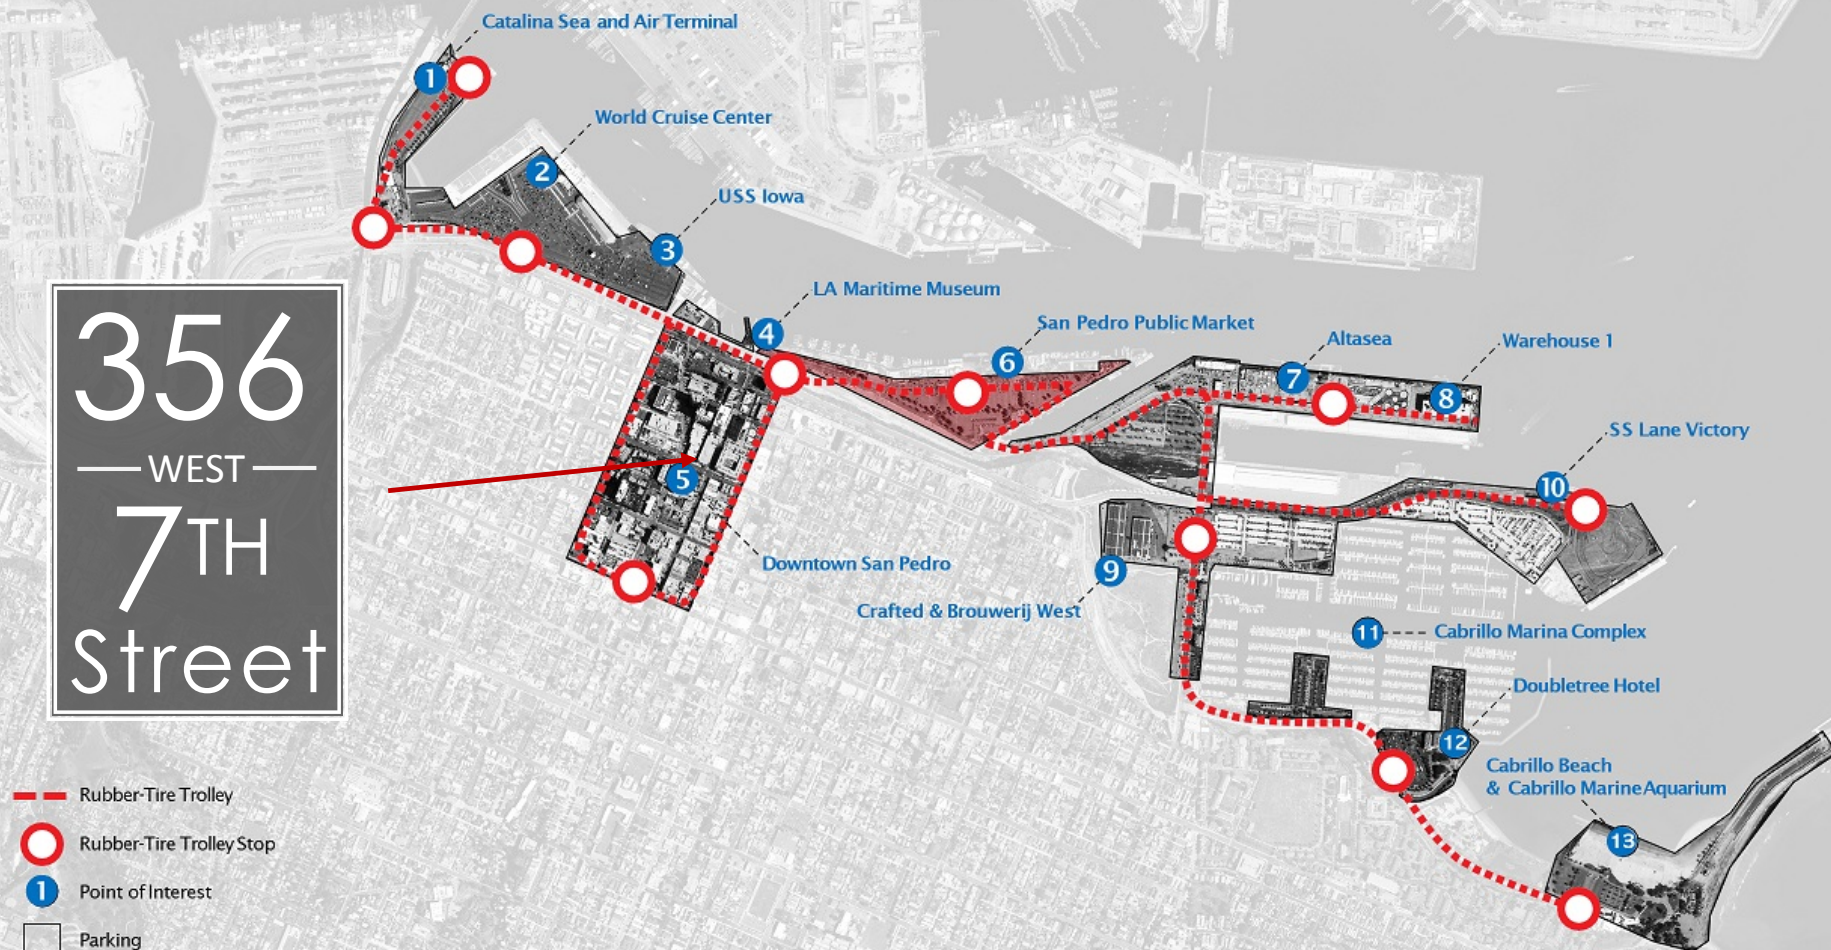 Catalina Sea and Air Terminal
1
World Cruise Center
2
USS Iowa
3
LA Maritime Museum
4
San Pedro Public Market
6
Altasea
7
Warehouse 1
8
SS Lane Victory
10
356
WEST
7TH
Street
5
Downtown San Pedro
9
Crafted & Brouwerij West
11
Cabrillo Marina Complex
Doubletree Hotel
12
Cabrillo Beach
& Cabrillo Marine Aquarium
13
Rubber-Tire Trolley
Rubber-Tire Trolley Stop
1 Point of Interest
Parking